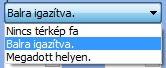 Balra igazítva.
Nincs térkép fa
Balra igazítva.
Megadott helyen.